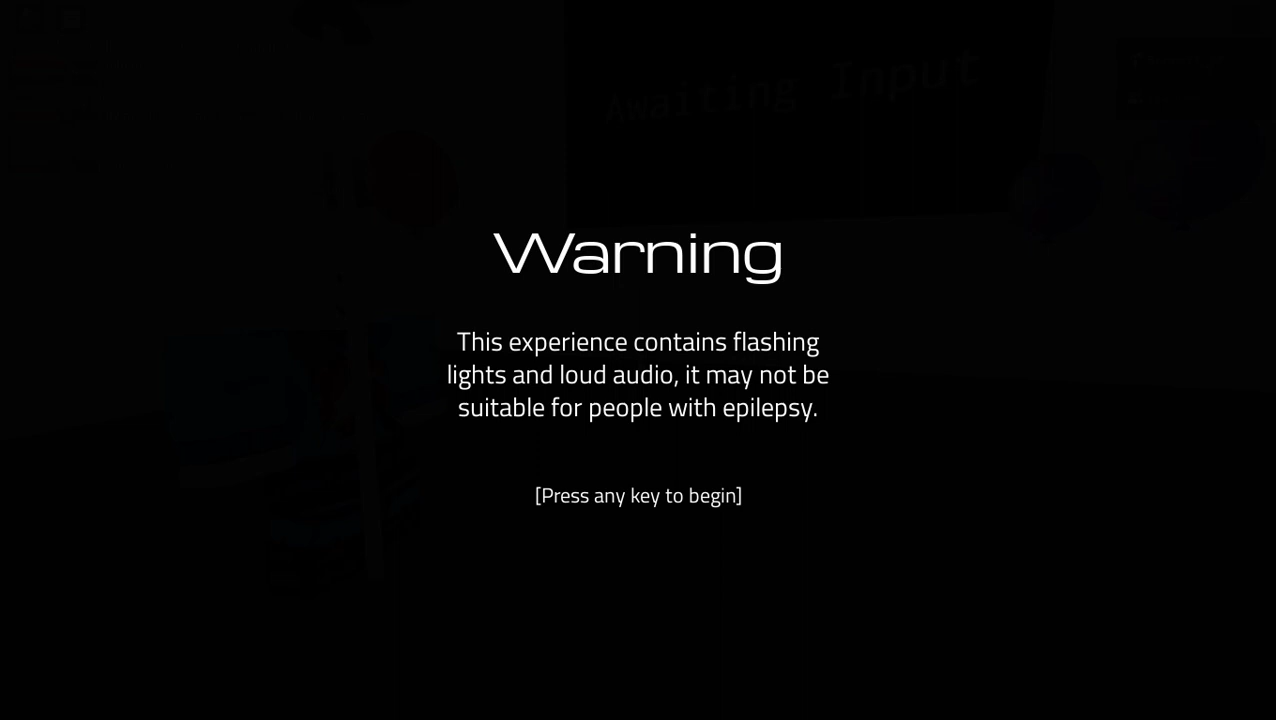 Awaiting Input
Warning
This experience contains flashing
lights and loud audio, it may not be
suitable for people with epilepsy.
[Press any key to begin]